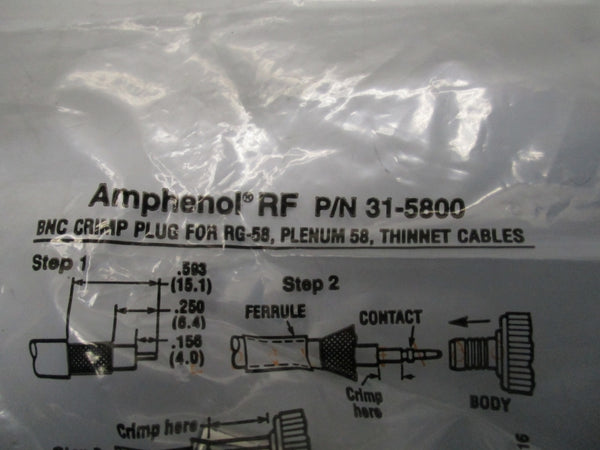 Amphenol® RF P/N 31-5800
BNC CRIMP PLUG FOR RG-58, PLENUM 58, THINNET CABLES
Step 1
.593
(15.1)
.250
(6.4)
.156
(4.0)
Step 2
FERRULE
CONTACT
Crimp
here
BODY
Crimp here